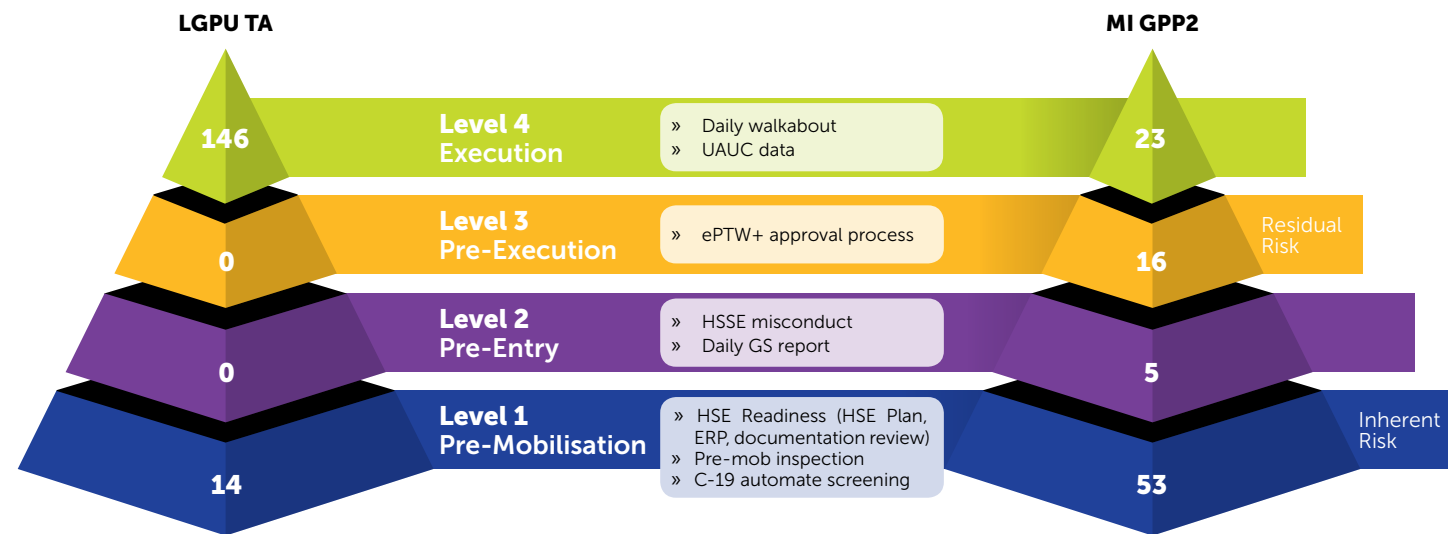 LGPU TA
MI GPP2
146
Level 4
Execution
» Daily walkabout
» UAUC data
23
0
Level 3
Pre-Execution
» ePTW+ approval process
16
Residual
Risk
0
Level 2
Pre-Entry
» HSSE misconduct
» Daily GS report
5
14
Level 1
Pre-Mobilisation
» HSE Readiness (HSE Plan,
ERP, documentation review)
» Pre-mob inspection
» C-19 automate screening
53
Inherent
Risk